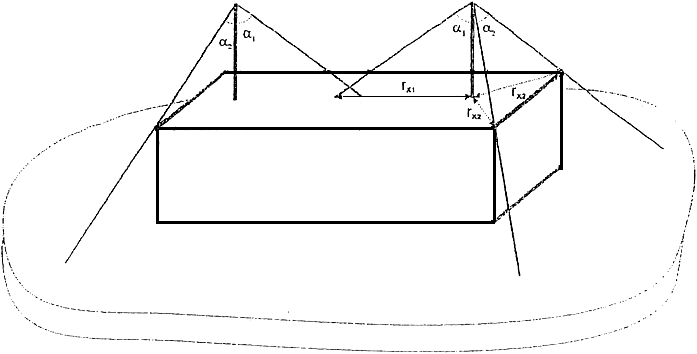 α₂ α₁
α₁ α₂
rₓ₁
rₓ₂
rₓ₂